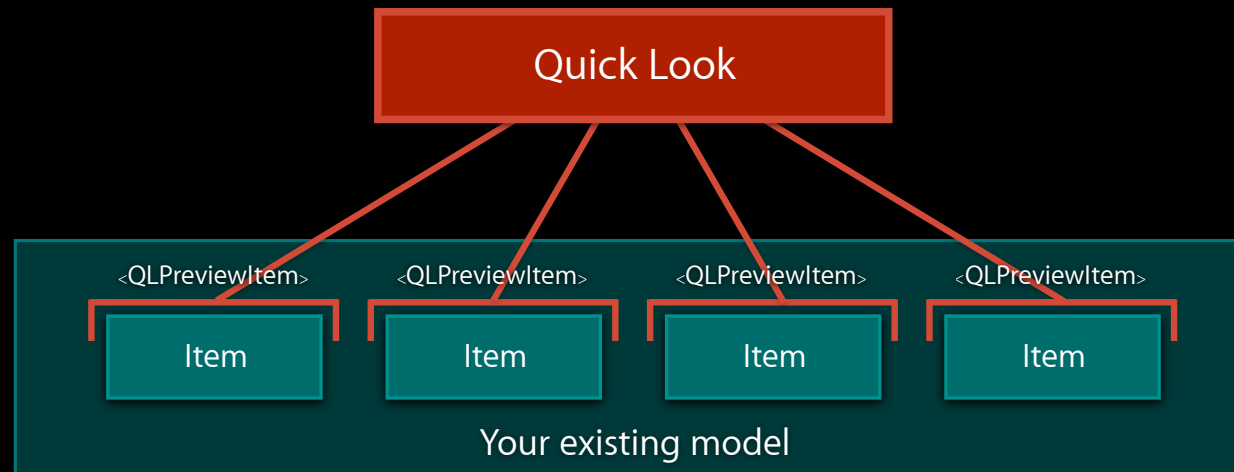 Quick Look
<QLPreviewItem> <QLPreviewItem> <QLPreviewItem> <QLPreviewItem>
Item Item Item Item
Your existing model